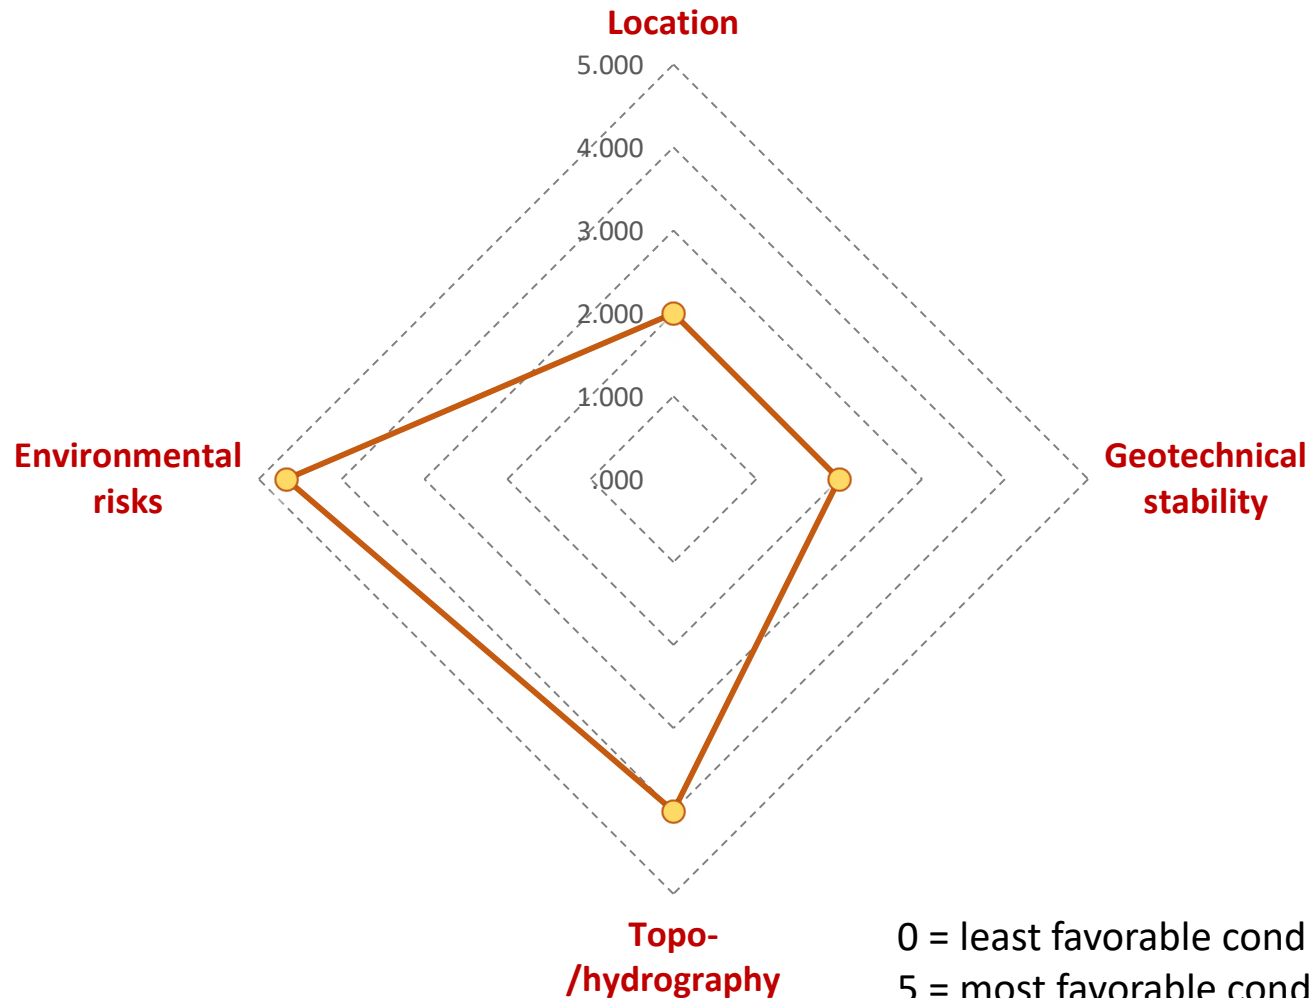 Location
5.000
4.000
3.000
2.000
1.000
.000
Environmental
risks
Geotechnical
stability
Topo-
/hydrography
0 = least favorable cond
5 = most favorable cond